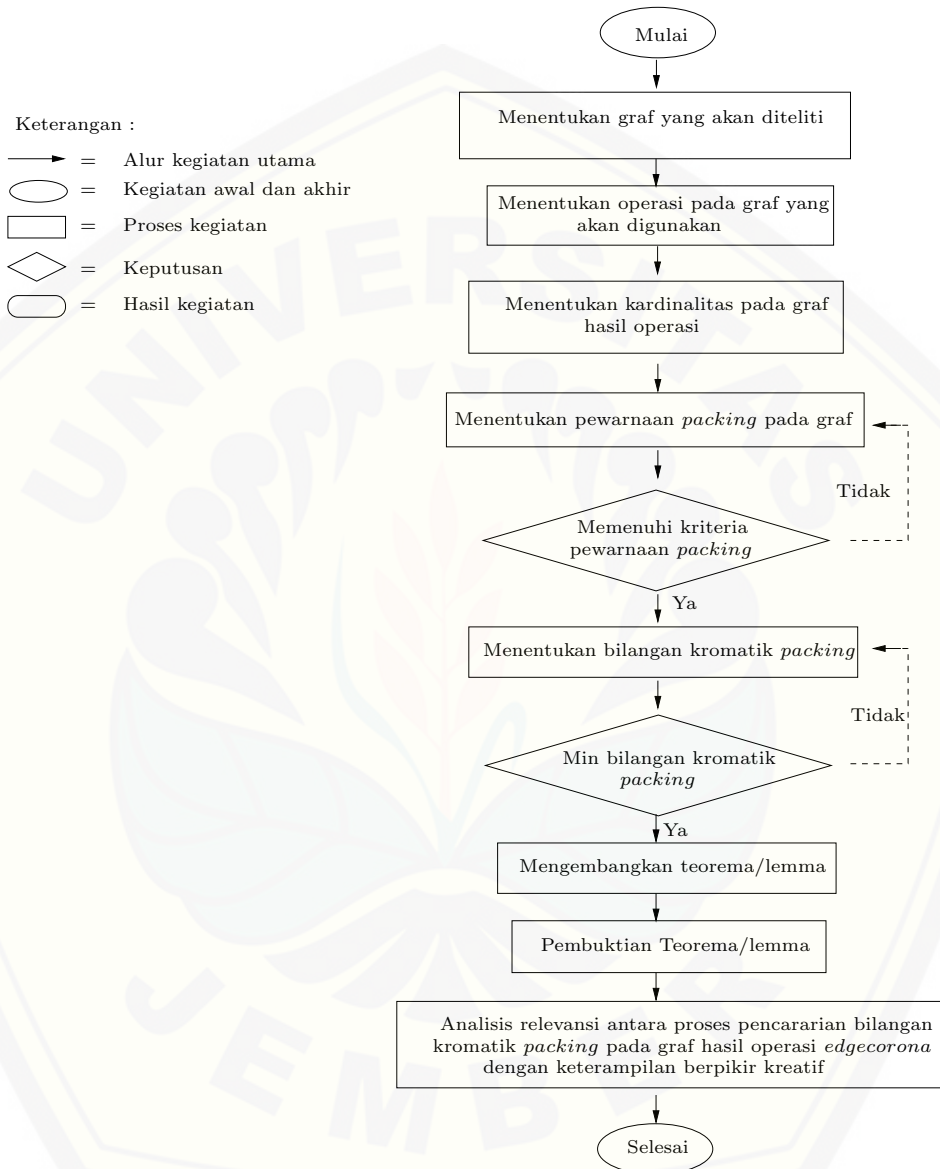 Mulai
Menentukan graf yang akan diteliti
Keterangan :
= Alur kegiatan utama
= Kegiatan awal dan akhir
= Proses kegiatan
= Keputusan
= Hasil kegiatan
Menentukan operasi pada graf yang
akan digunakan
Menentukan kardinalitas pada graf
hasil operasi
Menentukan pewarnaan packing pada graf
Tidak
Memenuhi kriteria
pewarnaan packing
Ya
Menentukan bilangan kromatik packing
Tidak
Min bilangan kromatik
packing
Ya
Mengembangkan teorema/lemma
Pembuktian Teorema/lemma
Analisis relevansi antara proses pencararian bilangan
kromatik packing pada graf hasil operasi edgecorona
dengan keterampilan berpikir kreatif
Selesai
UNIVERSITAS
JEMBER